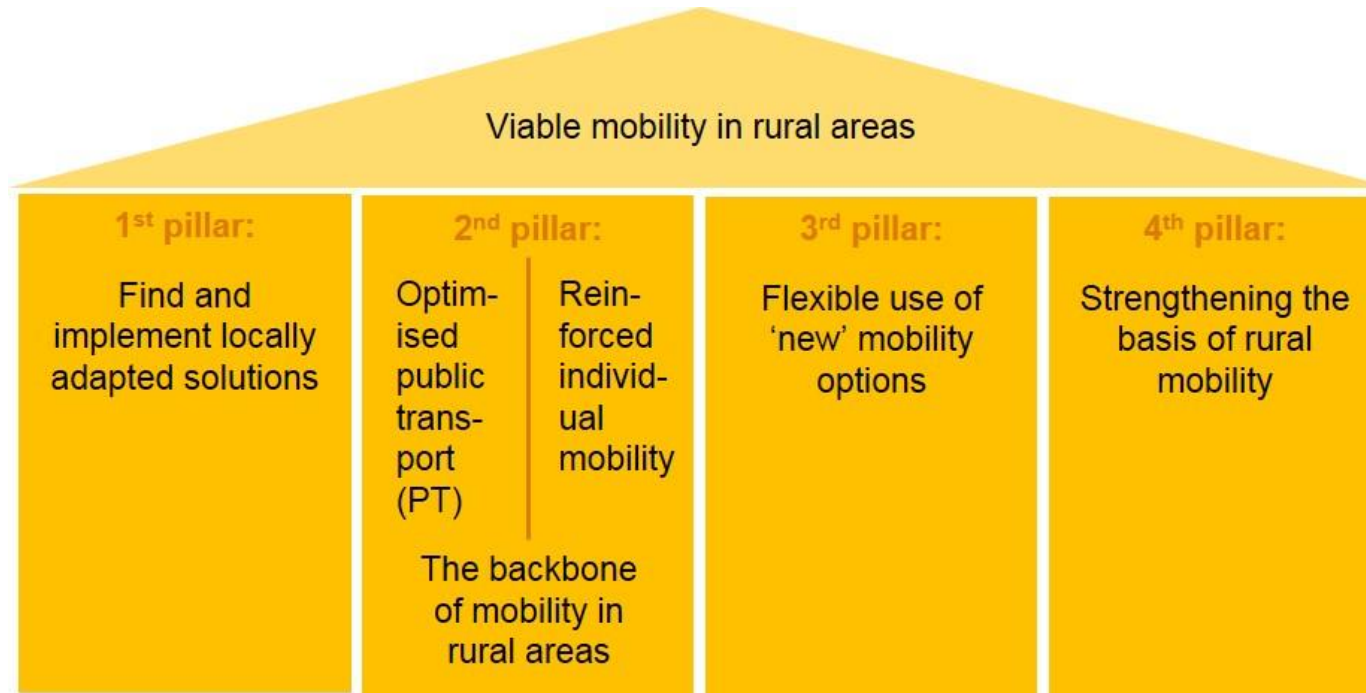 Viable mobility in rural areas
1st pillar:
Find and
implement locally
adapted solutions
2nd pillar:
Optim-
ised
public
trans-
port
(PT)
Rein-
forced
individ-
ual
mobility
The backbone
of mobility in
rural areas
3rd pillar:
Flexible use of
‘new’ mobility
options
4th pillar:
Strengthening the
basis of rural
mobility